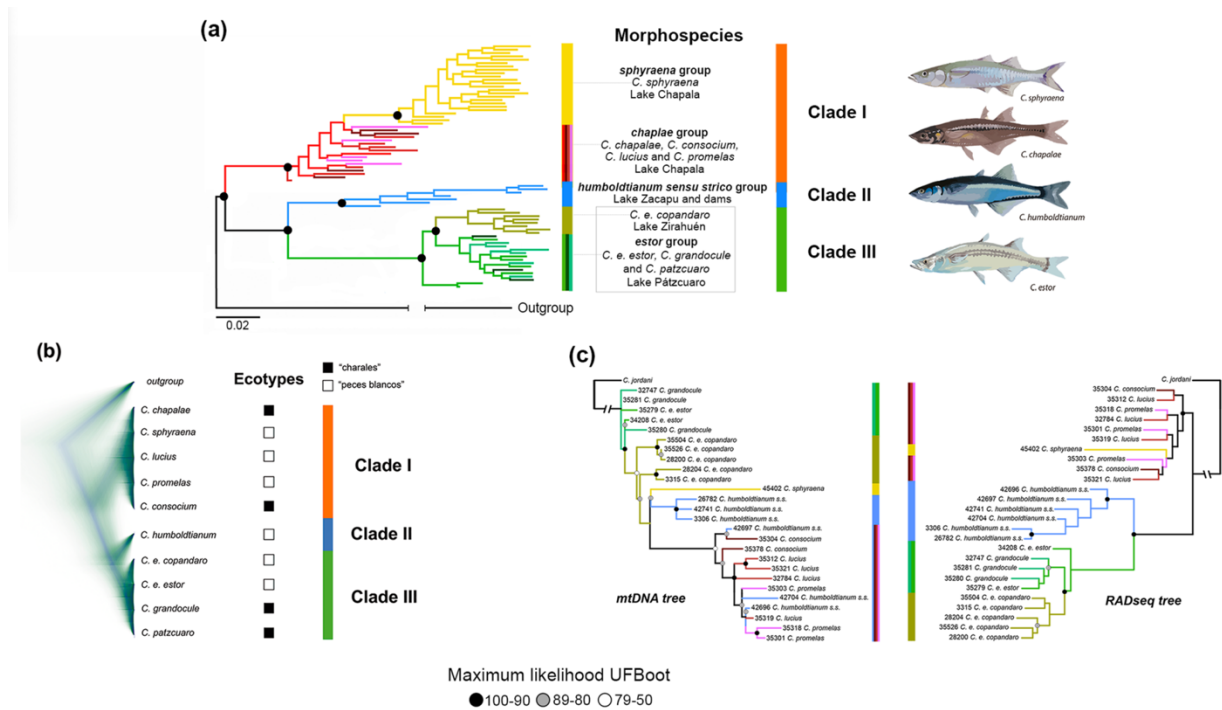 (a)
Morphospecies
sphyraena group
C. sphyraena
Lake Chapala
chaplae group
C. chapalae, C. consocium,
C. lucius and C. promelas
Lake Chapala
humboldtianum sensu strico group
Lake Zacapu and dams
C. e. copandaro
Lake Zirahuén
estor group
C. e. estor, C. grandocule
and C. patzcuaro
Lake Pátzcuaro
Clade I
Clade II
Clade III
C. sphyraena
C. chapalae
C. humboldtianum
C. estor
Outgroup
0.02
(b)
Ecotypes
"charales"
"peces blancos"
outgroup
C. chapalae
C. sphyraena
C. lucius
C. promelas
C. consocium
C. humboldtianum
C. e. copandaro
C. e. estor
C. grandocule
C. patzcuaro
Clade I
Clade II
Clade III
(c)
C. jordani
32747 C. grandocule
35281 C. grandocule
35279 C. e. estor
34208 C. e. estor
35280 C. grandocule
35504 C. e. copandaro
35526 C. e. copandaro
28200 C. e. copandaro
28204 C. e. copandaro
3315 C. e. copandaro
45402 C. sphyraena
26782 C. humboldtianum s.s.
42741 C. humboldtianum s.s.
3306 C. humboldtianum s.s.
42697 C. humboldtianum s.s.
35304 C. consocium
35378 C. consocium
35312 C. lucius
35321 C. lucius
32784 C. lucius
35303 C. promelas
42704 C. humboldtianum s.s.
42696 C. humboldtianum s.s.
35319 C. lucius
35318 C. promelas
35301 C. promelas
mtDNA tree
C. jordani
35304 C. consocium
35312 C. lucius
35318 C. promelas
32784 C. lucius
35301 C. promelas
35319 C. lucius
45402 C. sphyraena
35303 C. promelas
35378 C. consocium
35321 C. lucius
42696 C. humboldtianum s.s.
42697 C. humboldtianum s.s.
42741 C. humboldtianum s.s.
42704 C. humboldtianum s.s.
3306 C. humboldtianum s.s.
26782 C. humboldtianum s.s.
34208 C. e. estor
32747 C. grandocule
35281 C. grandocule
35280 C. grandocule
35279 C. e. estor
35504 C. e. copandaro
3315 C. e. copandaro
28204 C. e. copandaro
35526 C. e. copandaro
28200 C. e. copandaro
RADseq tree
Maximum likelihood UFBoot
100-90 89-80 79-50